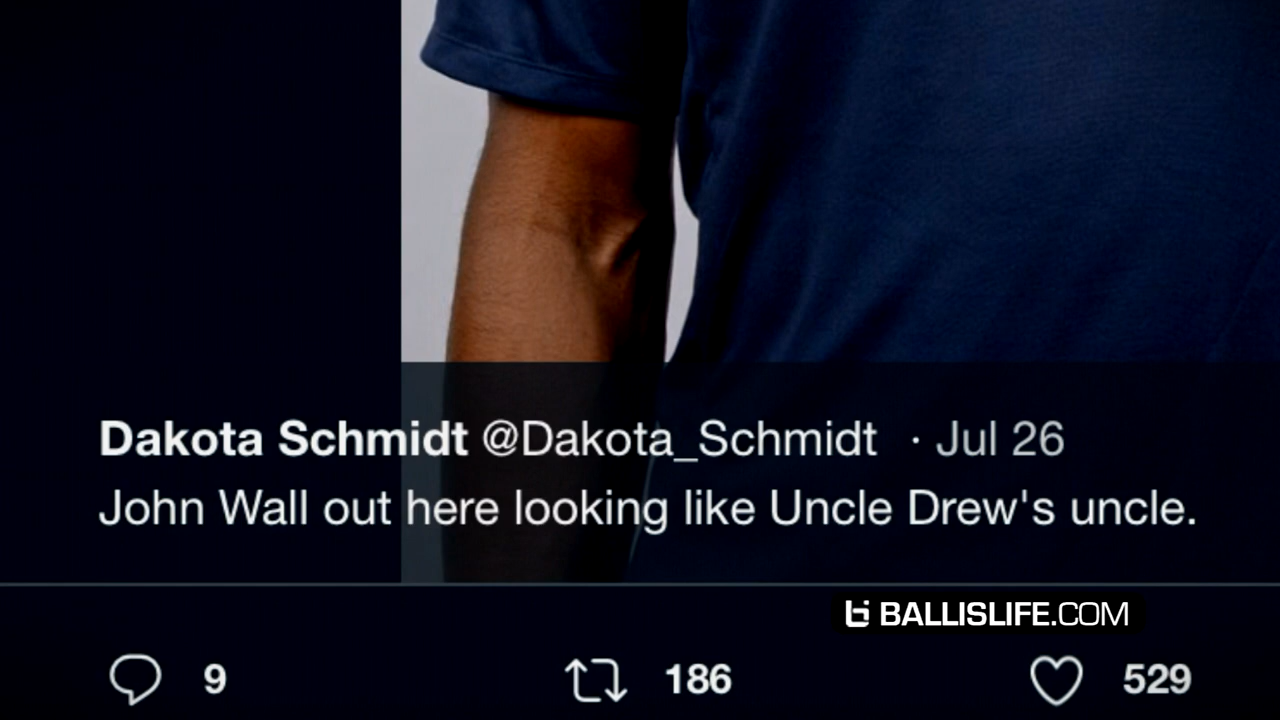 Dakota Schmidt @Dakota_Schmidt · Jul 26
John Wall out here looking like Uncle Drew's uncle.
BALLISLIFE.COM
9 186 529